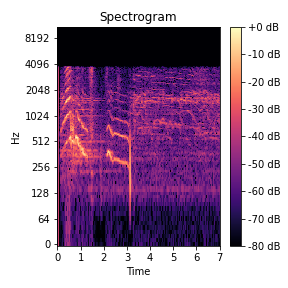 Spectrogram
8192
4096
2048
1024
512
256
128
64
0
Hz
0 1 2 3 4 5 6 7
Time
+0 dB
-10 dB
-20 dB
-30 dB
-40 dB
-50 dB
-60 dB
-70 dB
-80 dB